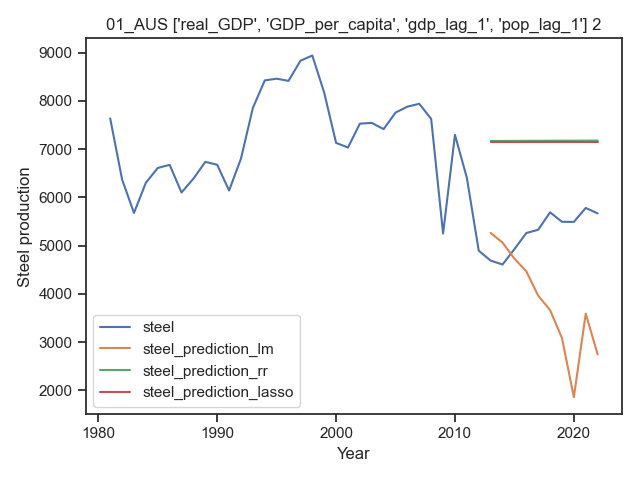 01_AUS ['real_GDP', 'GDP_per_capita', 'gdp_lag_1', 'pop_lag_1'] 2
9000
8000
7000
6000
5000
4000
3000
2000
Steel production
steel
steel_prediction_lm
steel_prediction_rr
steel_prediction_lasso
1980
1990
2000
2010
2020
Year